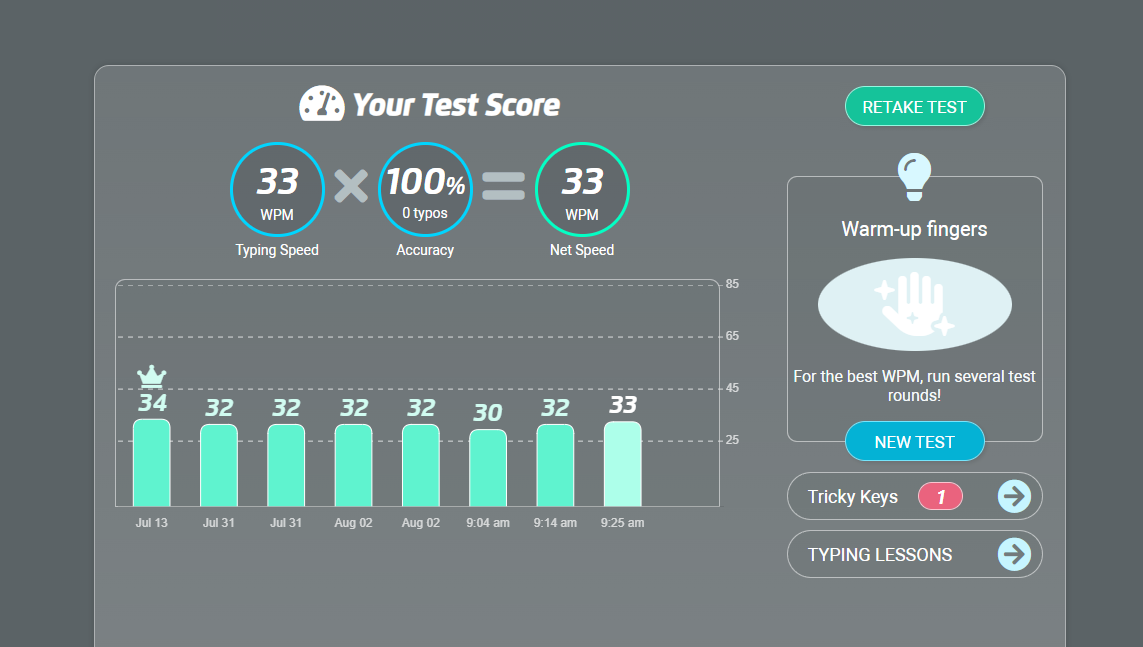 Your Test Score
RETAKE TEST
33
WPM
Typing Speed
100%
0 typos
Accuracy
33
WPM
Net Speed
85
65
45
25
34
32
32
32
32
30
32
33
Jul 13
Jul 31
Jul 31
Aug 02
Aug 02
9:04 am
9:14 am
9:25 am
Warm-up fingers
For the best WPM, run several test
rounds!
NEW TEST
Tricky Keys 1
TYPING LESSONS